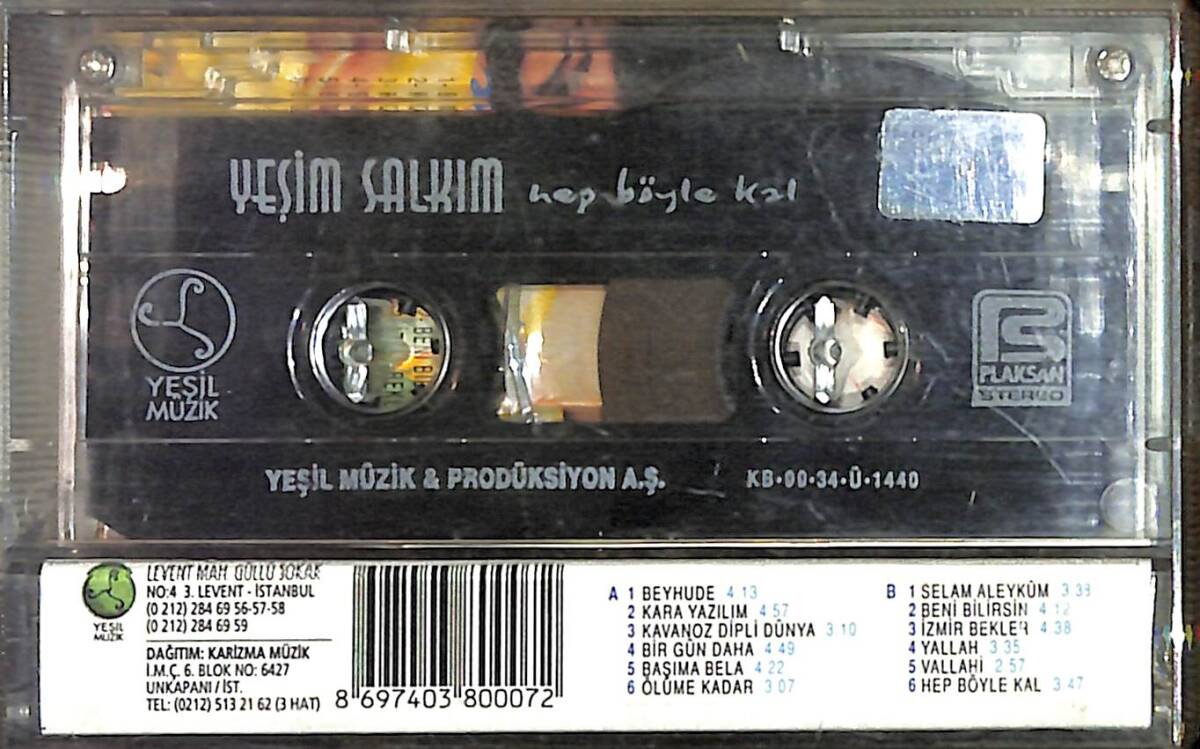 YEŞİM SALKIM hep böyle kal
YEŞİL
MÜZİK
PLAKSAN
STEREO
YEŞİL MÜZİK & PRODÜKSİYON A.Ş.
KB·00·34·Ü·1440
YEŞİL
MÜZİK
LEVENT MAH. GÜLLÜ SOKAK
NO:4 3. LEVENT - İSTANBUL
(0 212) 284 69 56-57-58
(0 212) 284 69 59
DAĞITIM: KARİZMA MÜZİK
İ.M.Ç. 6. BLOK NO: 6427
UNKAPANI / İST.
TEL: (0212) 513 21 62 (3 HAT)
8 697403 800072
A 1 BEYHUDE 4 13
2 KARA YAZILIM 4 57
3 KAVANOZ DİPLİ DÜNYA 3 10
4 BİR GÜN DAHA 4 49
5 BAŞIMA BELA 4 22
6 ÖLÜME KADAR 3 07
B 1 SELAM ALEYKÜM
2 BENİ BİLİRSİN 4 12
3 İZMİR BEKLER 4 38
4 YALLAH 3 35
5 VALLAHİ 2 57
6 HEP BÖYLE KAL 3 47